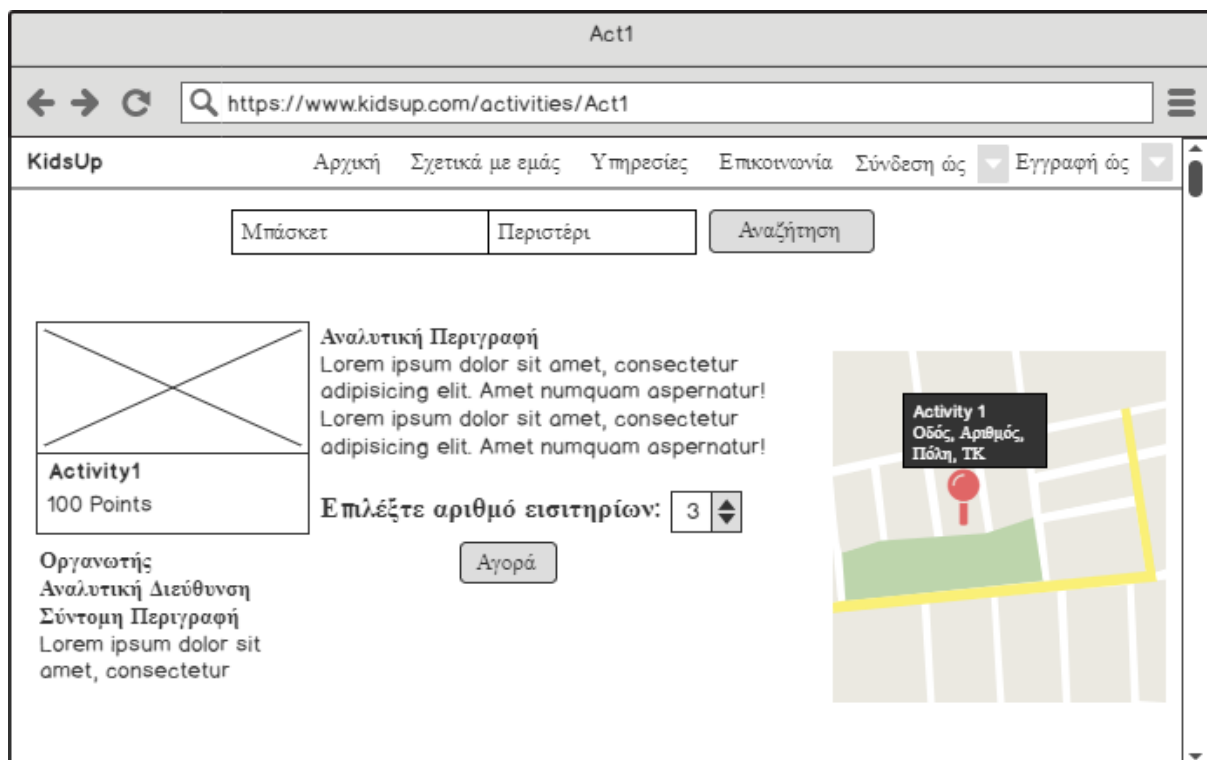 Act1
https://www.kidsup.com/activities/Act1
KidsUp Αρχική Σχετικά με εμάς Υπηρεσίες Επικοινωνία Σύνδεση ώς Εγγραφή ώς
Μπάσκετ Περιστέρι Αναζήτηση
Activity1
100 Points
Οργανωτής
Αναλυτική Διεύθυνση
Σύντομη Περιγραφή
Lorem ipsum dolor sit
amet, consectetur
Αναλυτική Περιγραφή
Lorem ipsum dolor sit amet, consectetur
adipisicing elit. Amet numquam aspernatur!
Lorem ipsum dolor sit amet, consectetur
adipisicing elit. Amet numquam aspernatur!
Επιλέξτε αριθμό εισιτηρίων: 3
Αγορά
Activity 1
Οδός, Αριθμός,
Πόλη, ΤΚ